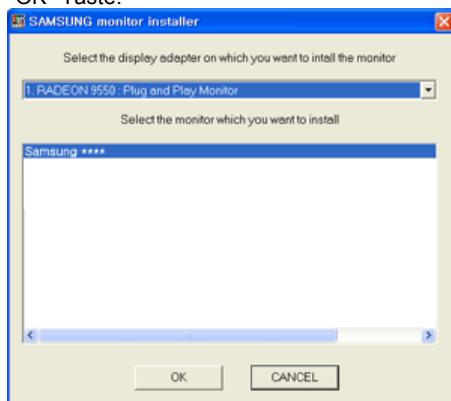 "OK"-Taste.
SAMSUNG monitor installer
Select the display adapter on which you want to intall the monitor
1. RADEON 9550 : Plug and Play Monitor
Select the monitor which you want to install
Samsung ****
OK
CANCEL